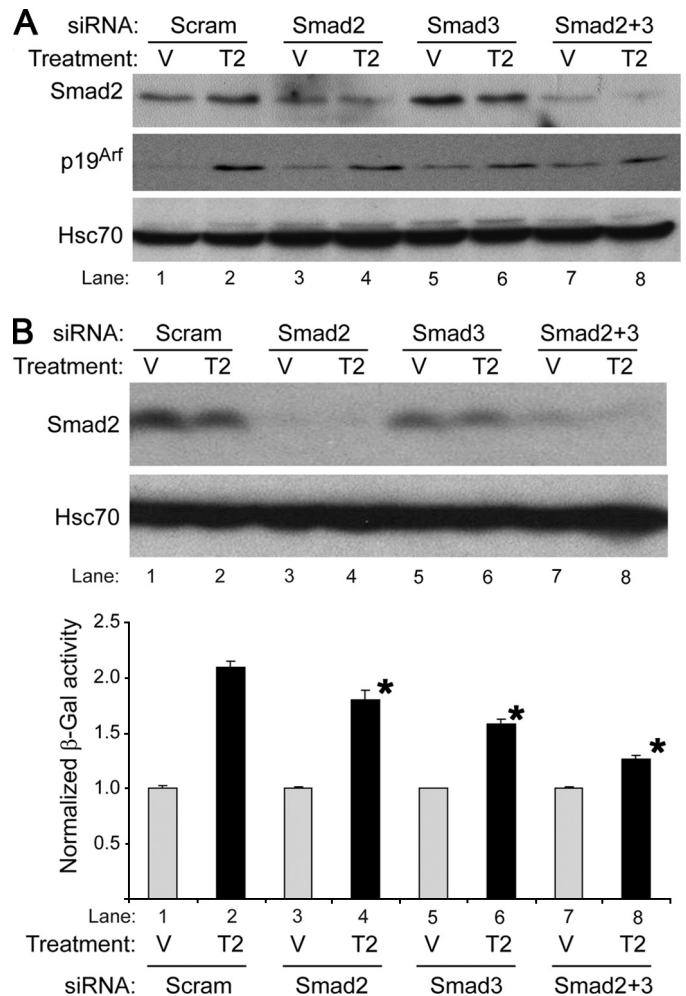 A siRNA: Scram Smad2 Smad3 Smad2+3
Treatment: V T2 V T2 V T2 V T2
Smad2
p19Arf
Hsc70
Lane: 1 2 3 4 5 6 7 8
B siRNA: Scram Smad2 Smad3 Smad2+3
Treatment: V T2 V T2 V T2 V T2
Smad2
Hsc70
Lane: 1 2 3 4 5 6 7 8
Normalized β-Gal activity
2.5
2.0
1.5
1.0
0.5
* * *
Lane: 1 2 3 4 5 6 7 8
Treatment: V T2 V T2 V T2 V T2
siRNA: Scram Smad2 Smad3 Smad2+3